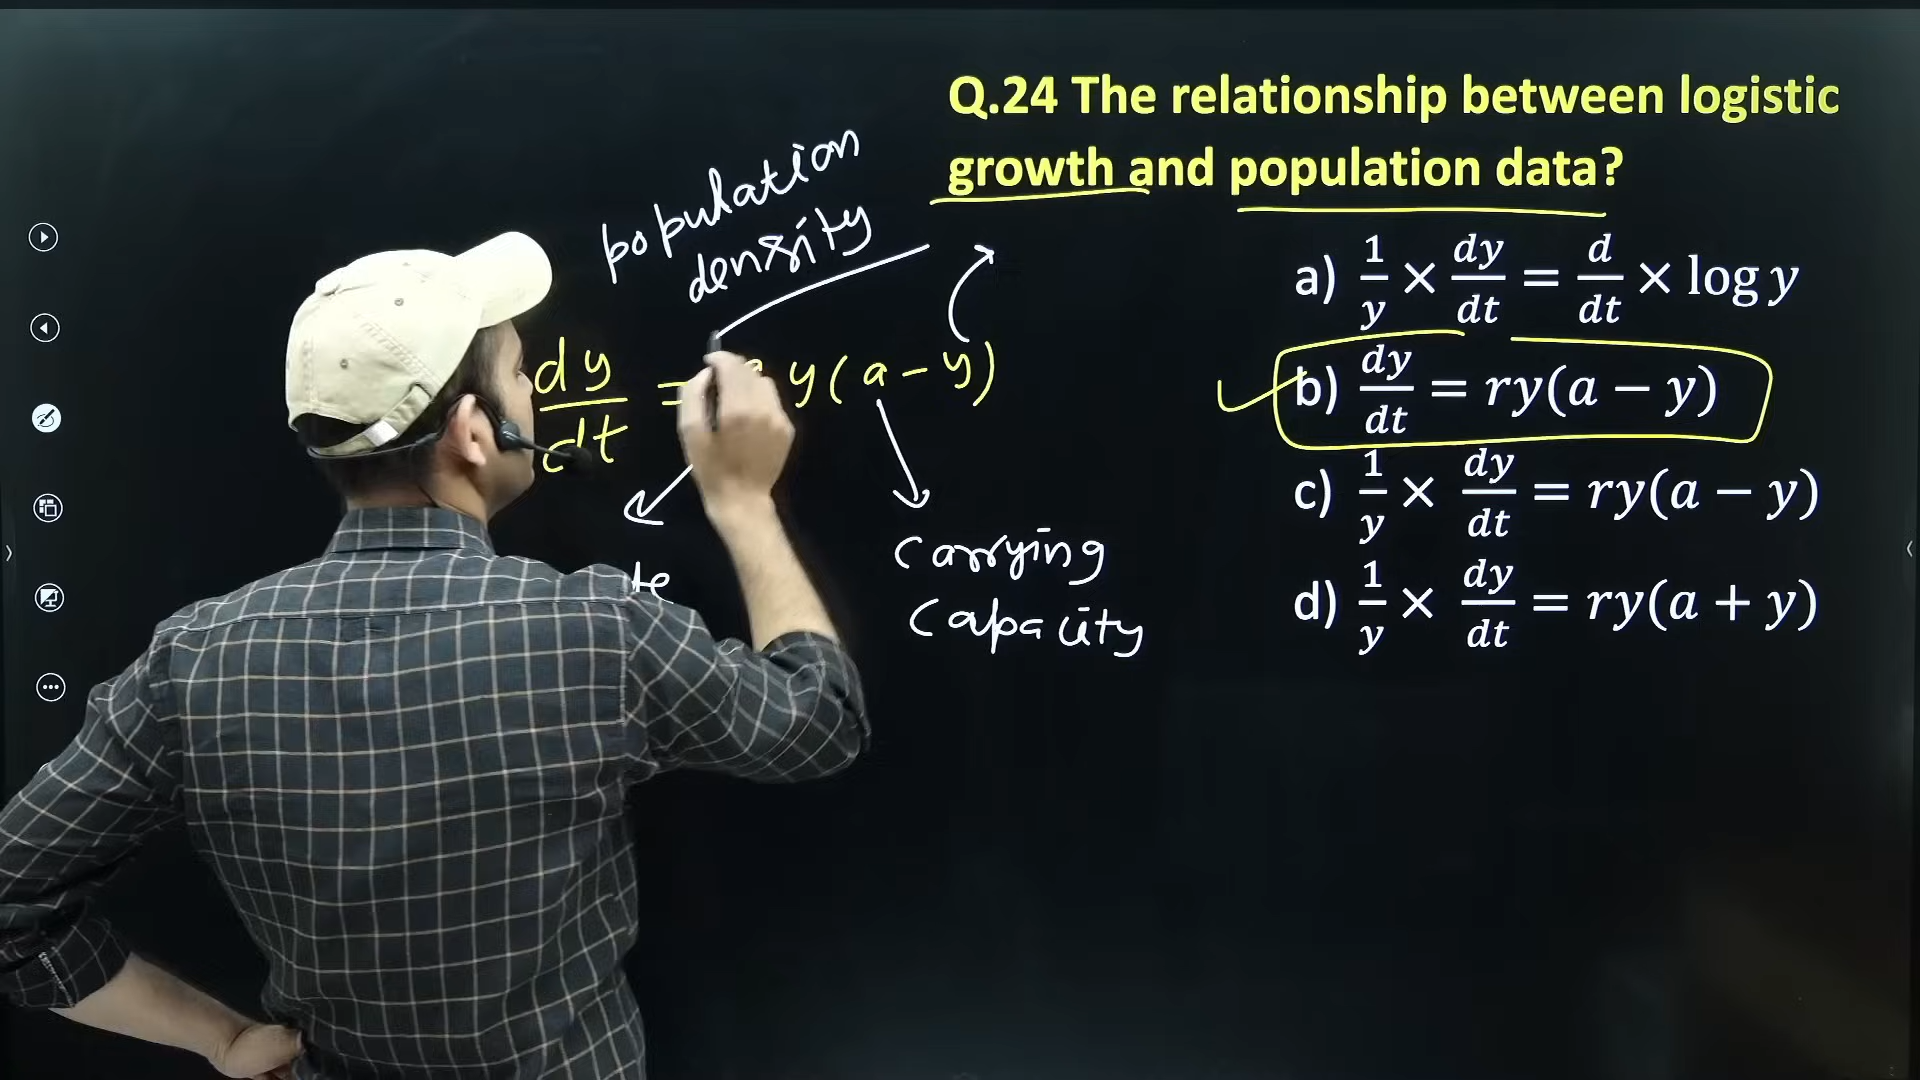 Q.24 The relationship between logistic
growth and population data?
a) 1/y × dy/dt = d/dt × log y
b) dy/dt = ry(a − y)
c) 1/y × dy/dt = ry(a − y)
d) 1/y × dy/dt = ry(a + y)
population
density
dy/dt = y(a − y)
Carrying
Capacity